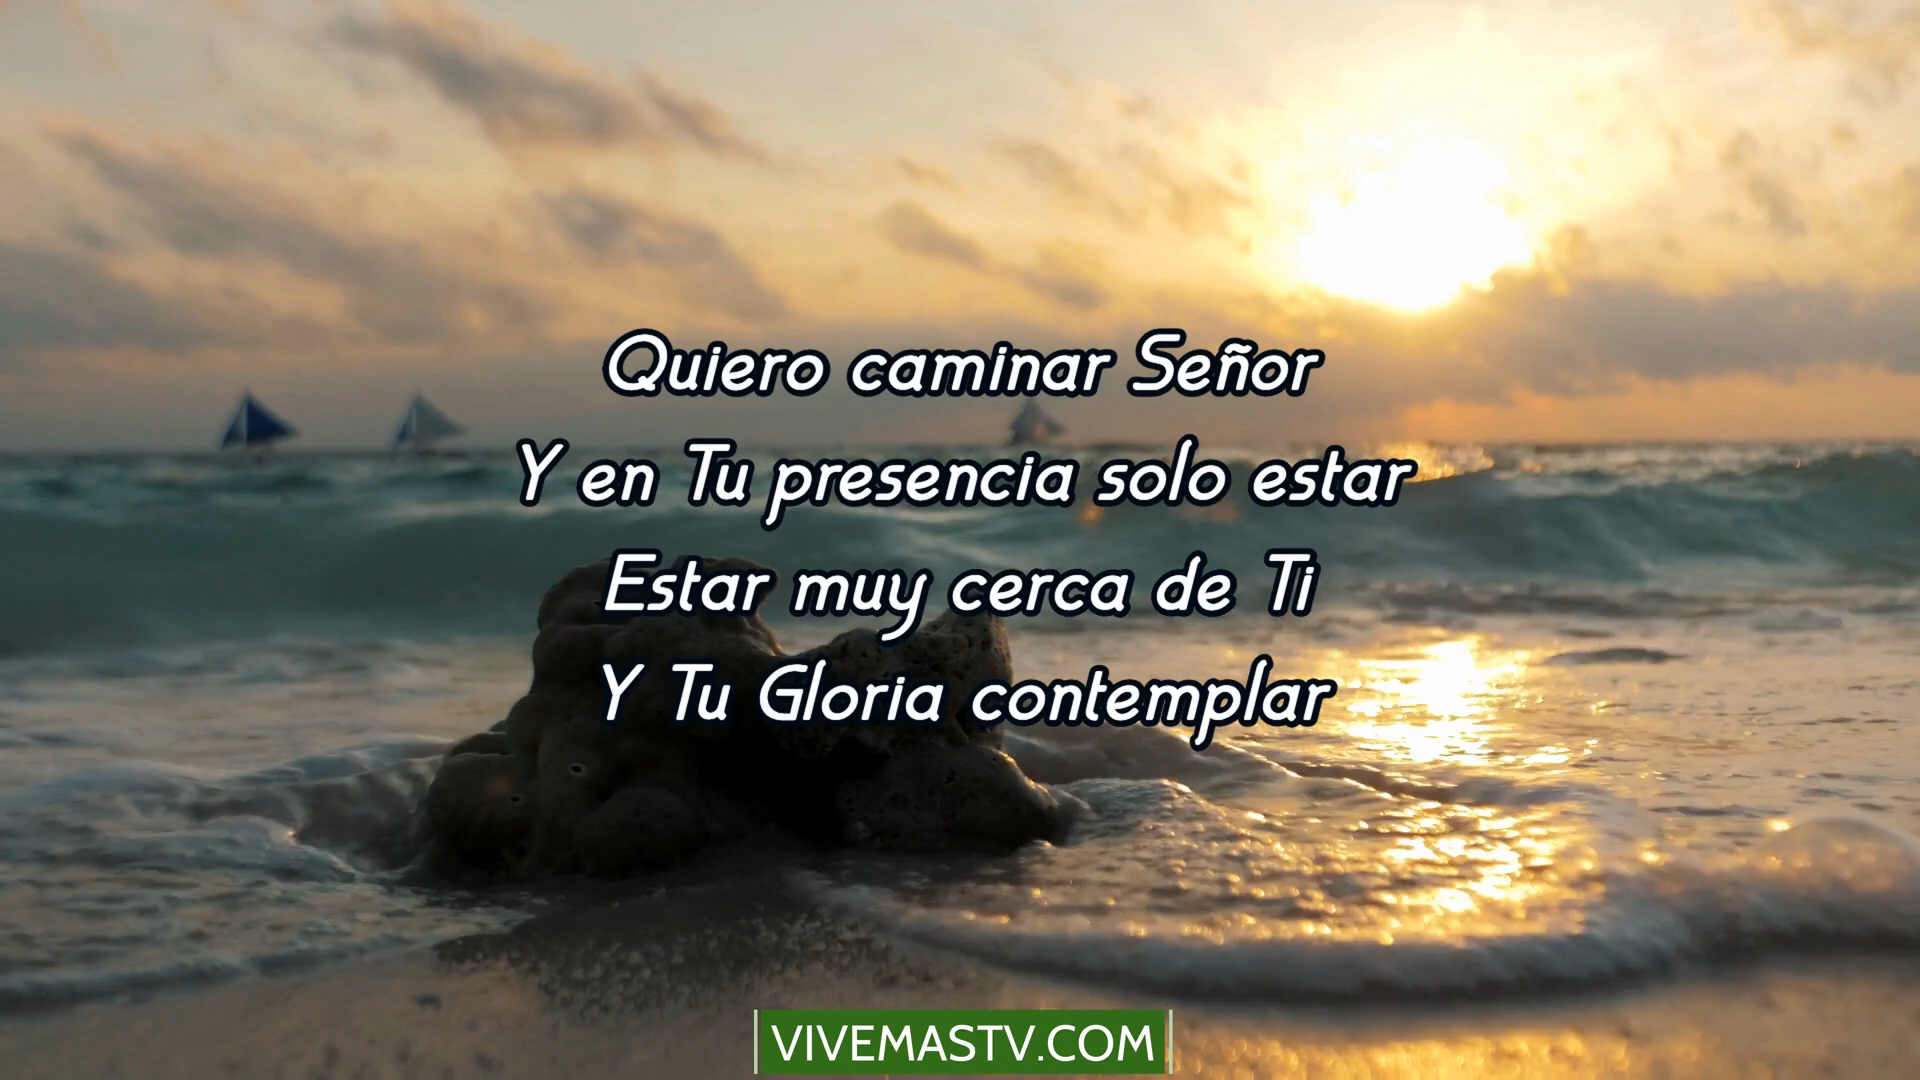 Quiero caminar Señor
Y en Tu presencia solo estar
Estar muy cerca de Ti
Y Tu Gloria contemplar
VIVEMASTV.COM